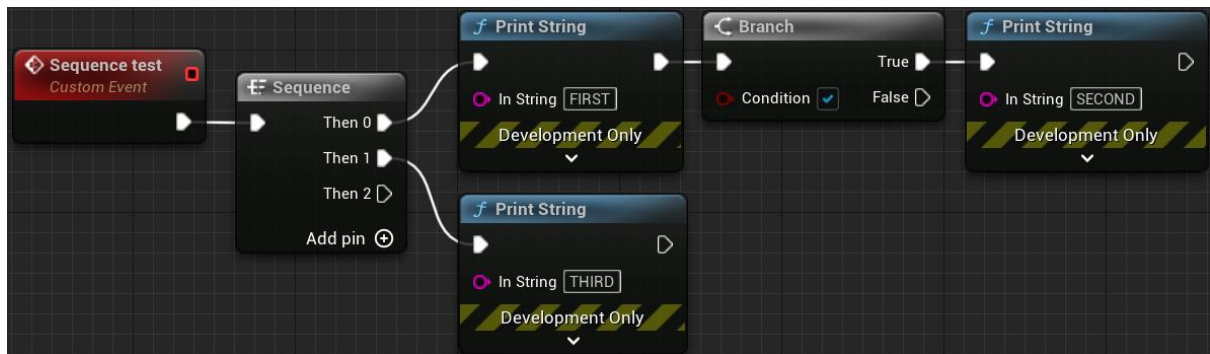 Sequence test
Custom Event
Sequence
Then 0
Then 1
Then 2
Add pin
Print String
In String FIRST
Development Only
Branch
True
Condition False
Print String
In String SECOND
Development Only
Print String
In String THIRD
Development Only